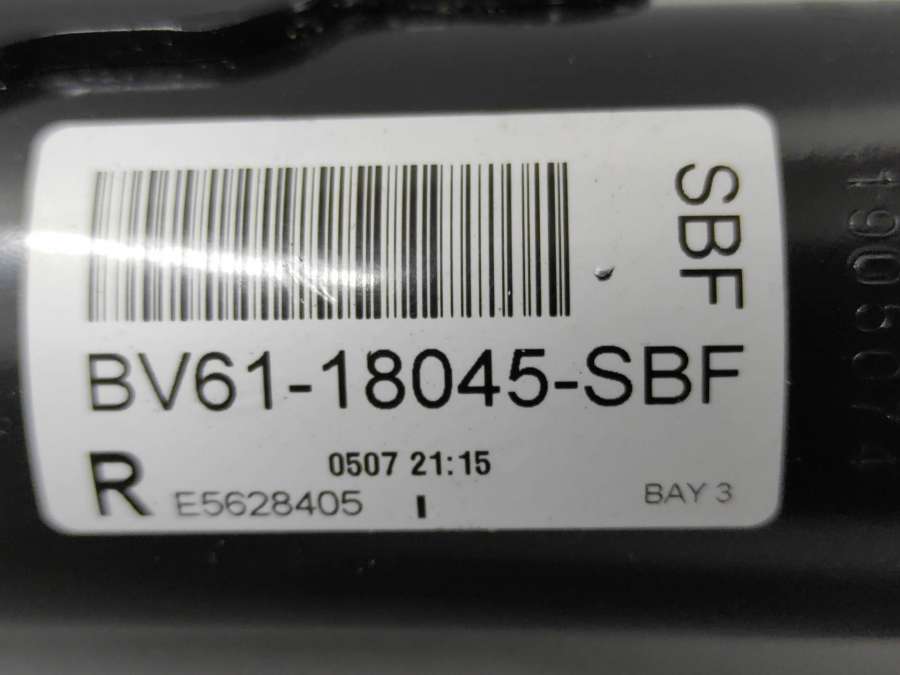 SBF
BV61-18045-SBF
R
0507 21:15
E5628405
BAY 3